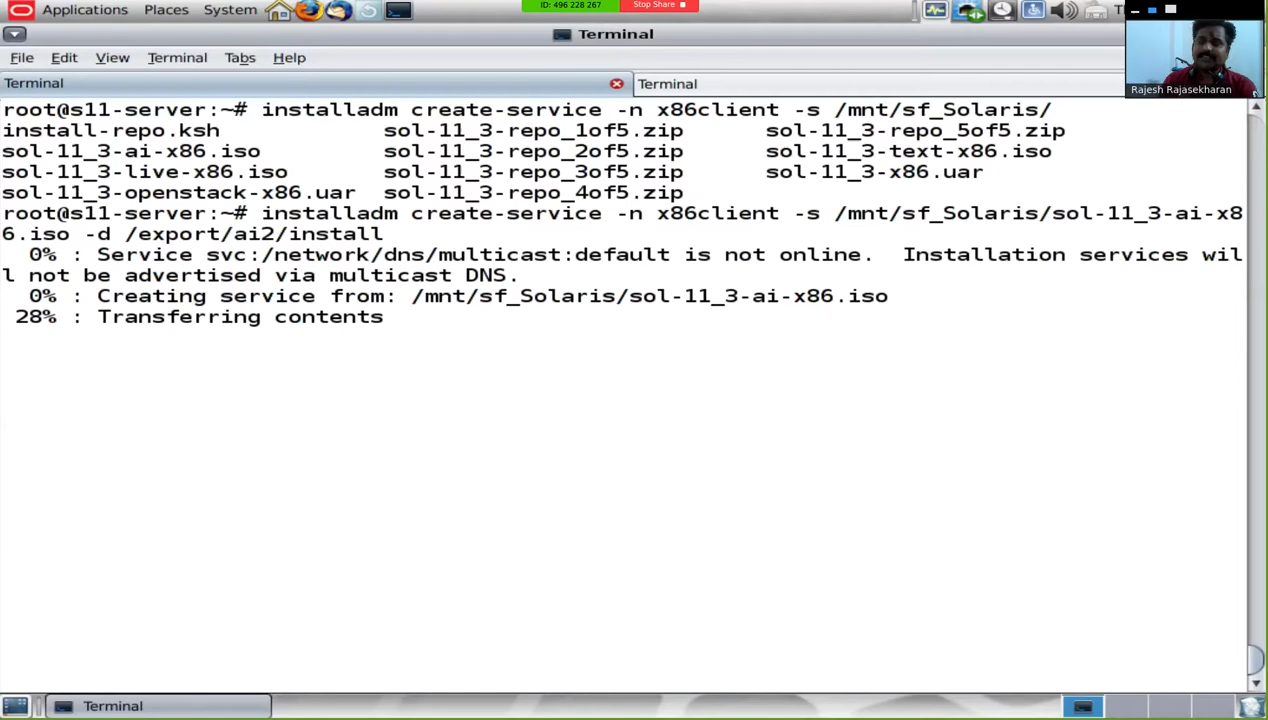 Applications Places System
ID: 496 228 267
Stop Share
Terminal
File Edit View Terminal Tabs Help
Rajesh Rajasekharan
Terminal
Terminal
root@s11-server:~# installadm create-service -n x86client -s /mnt/sf_Solaris/
install-repo.ksh sol-11_3-repo_1of5.zip sol-11_3-repo_5of5.zip
sol-11_3-ai-x86.iso sol-11_3-repo_2of5.zip sol-11_3-text-x86.iso
sol-11_3-live-x86.iso sol-11_3-repo_3of5.zip sol-11_3-x86.uar
sol-11_3-openstack-x86.uar sol-11_3-repo_4of5.zip
root@s11-server:~# installadm create-service -n x86client -s /mnt/sf_Solaris/sol-11_3-ai-x8
6.iso -d /export/ai2/install
0% : Service svc:/network/dns/multicast:default is not online. Installation services wil
l not be advertised via multicast DNS.
0% : Creating service from: /mnt/sf_Solaris/sol-11_3-ai-x86.iso
28% : Transferring contents
Terminal